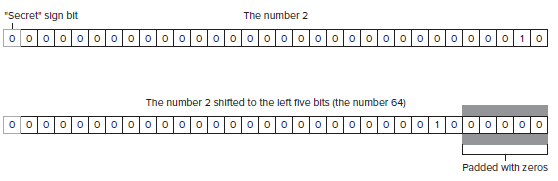 "Secret" sign bit The number 2
0 0 0 0 0 0 0 0 0 0 0 0 0 0 0 0 0 0 0 0 0 0 0 0 0 0 0 0 0 0 1 0
The number 2 shifted to the left five bits (the number 64)
0 0 0 0 0 0 0 0 0 0 0 0 0 0 0 0 0 0 0 0 0 0 0 0 0 1 0 0 0 0 0 0
Padded with zeros